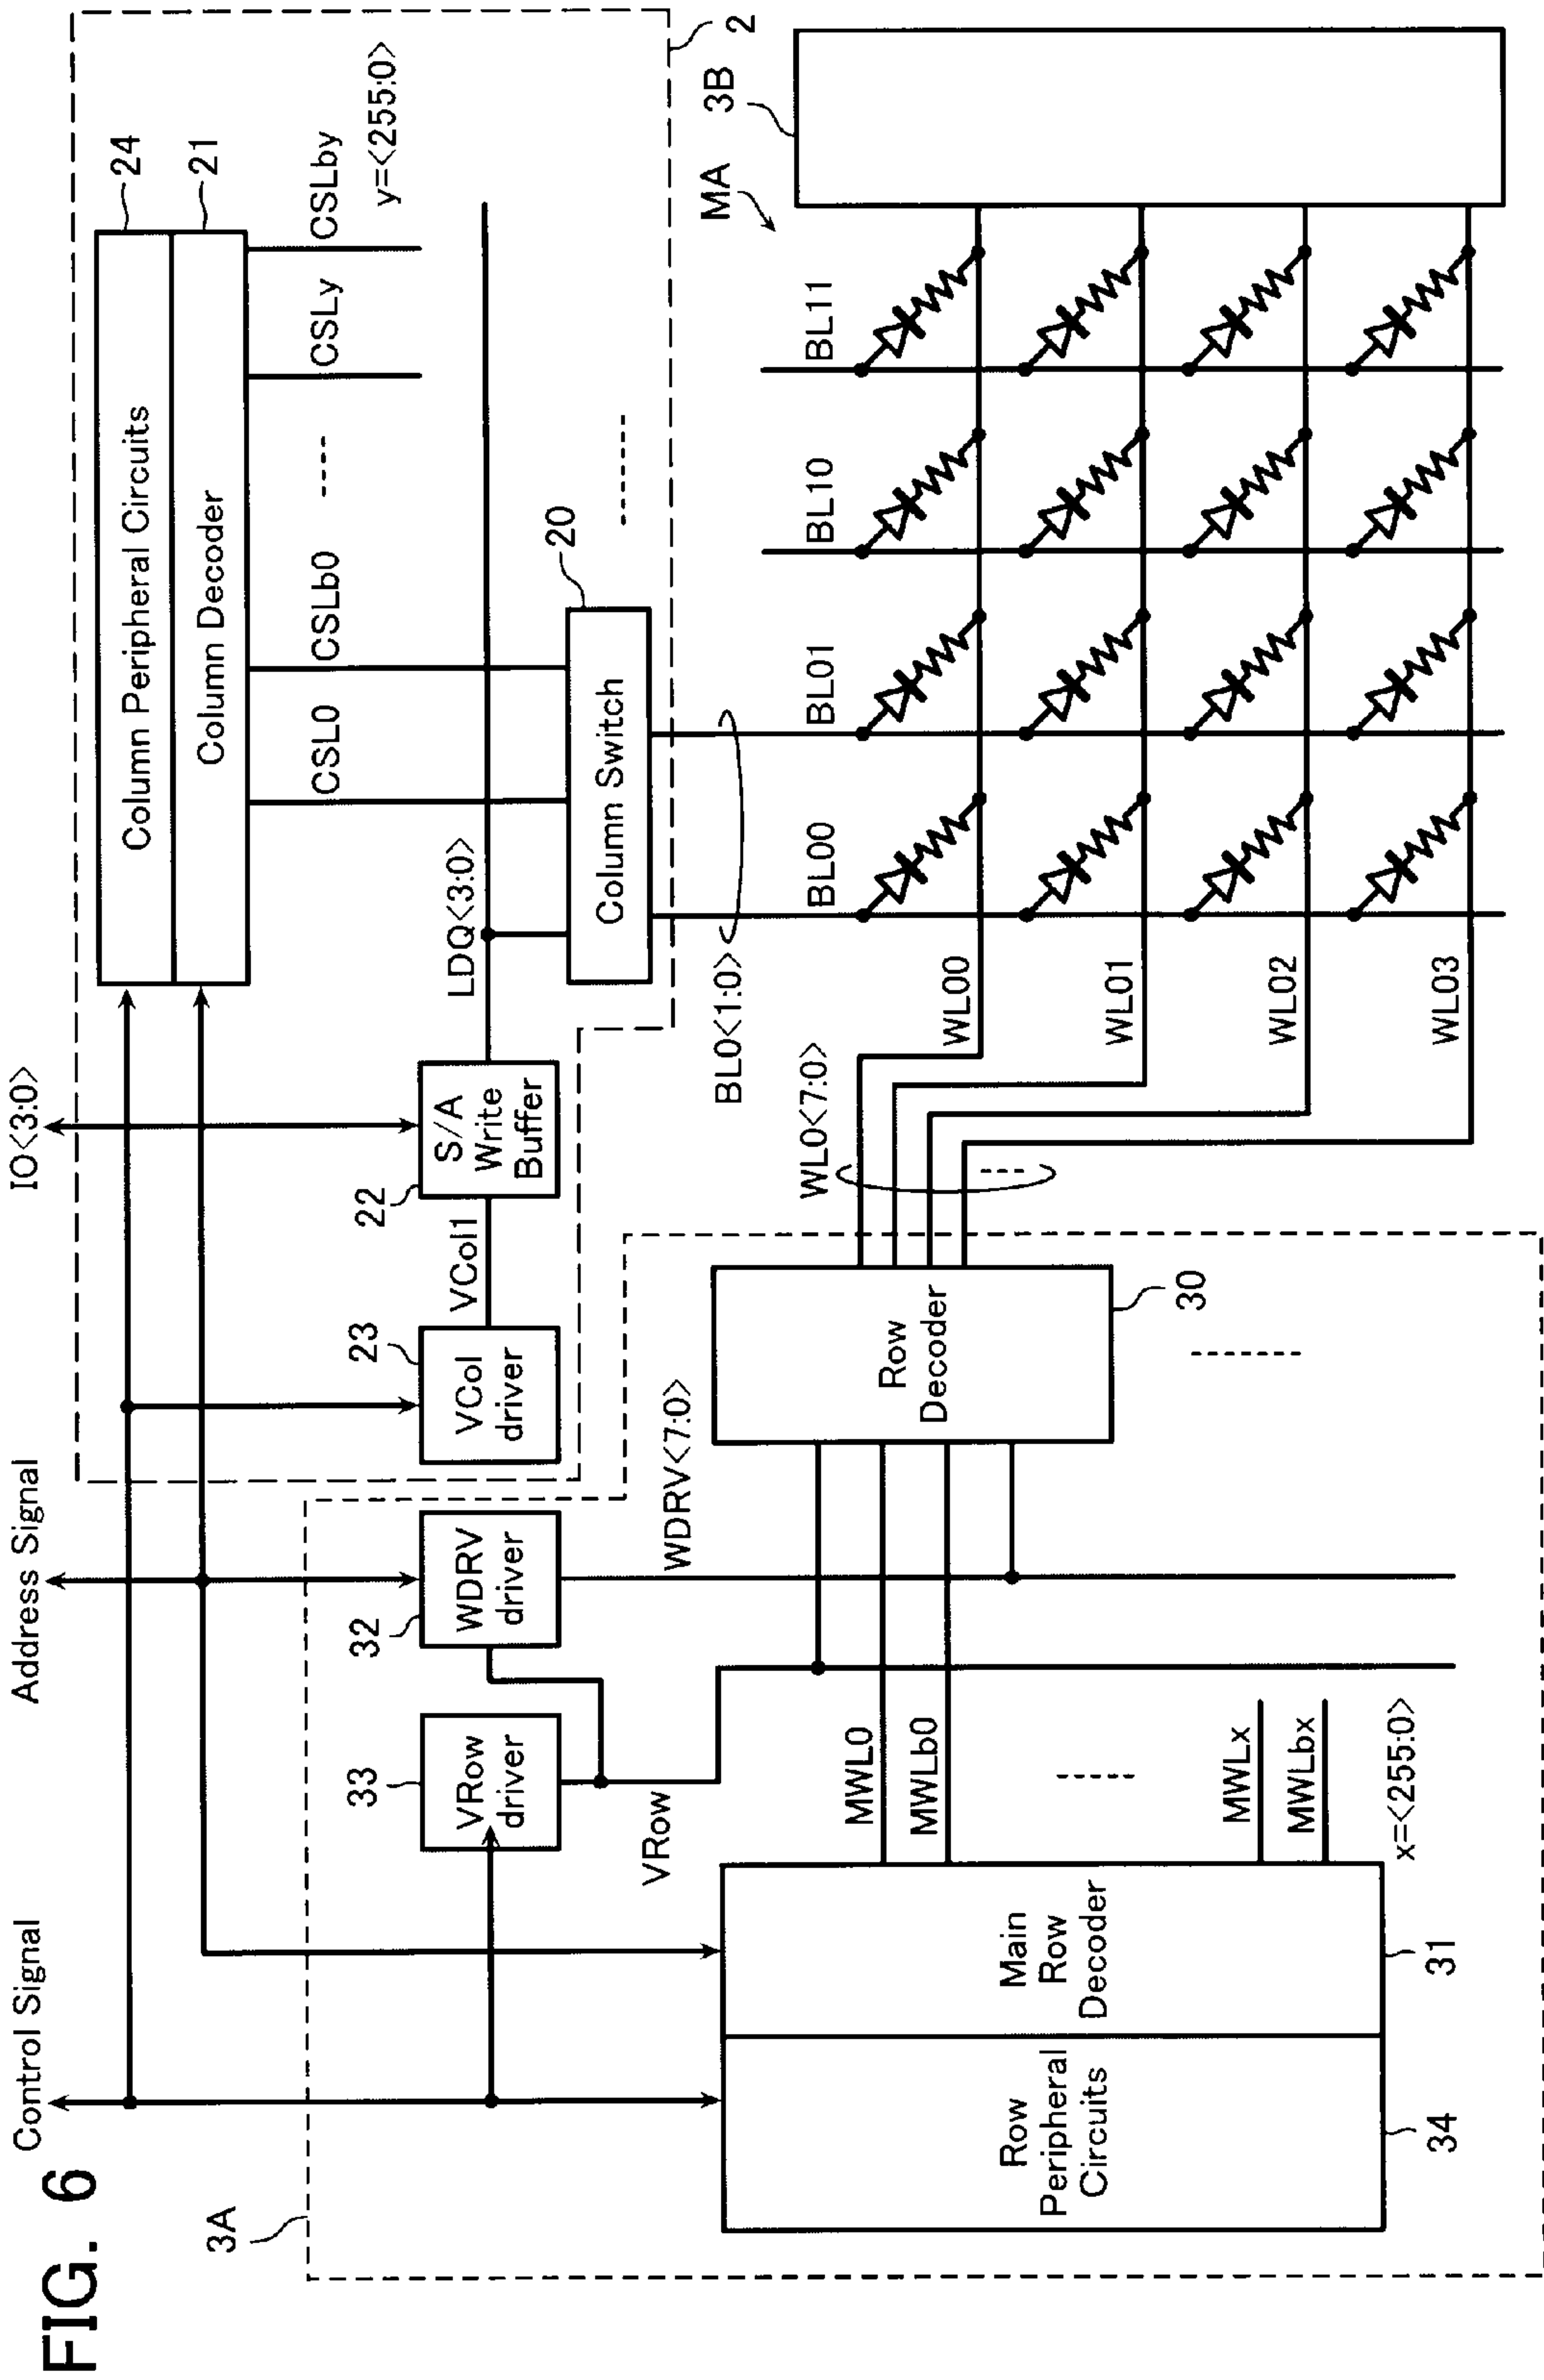 FIG. 6
Control Signal
Address Signal
IO<3:0>
3A
33
VRow
driver
32
WDRV
driver
23
VCol
driver
VCol1
22
S/A
Write
Buffer
LDQ<3:0>
Column Peripheral Circuits
24
Column Decoder
21
CSL0
CSLb0
CSLy
CSLby
y=<255:0>
2
Column Switch
20
VRow
WDRV<7:0>
BL0<1:0>
WL0<7:0>
Row
Peripheral
Circuits
34
Main
Row
Decoder
31
MWL0
MWLb0
MWLx
MWLbx
x=<255:0>
Row
Decoder
30
BL00
BL01
BL10
BL11
MA
3B
WL00
WL01
WL02
WL03